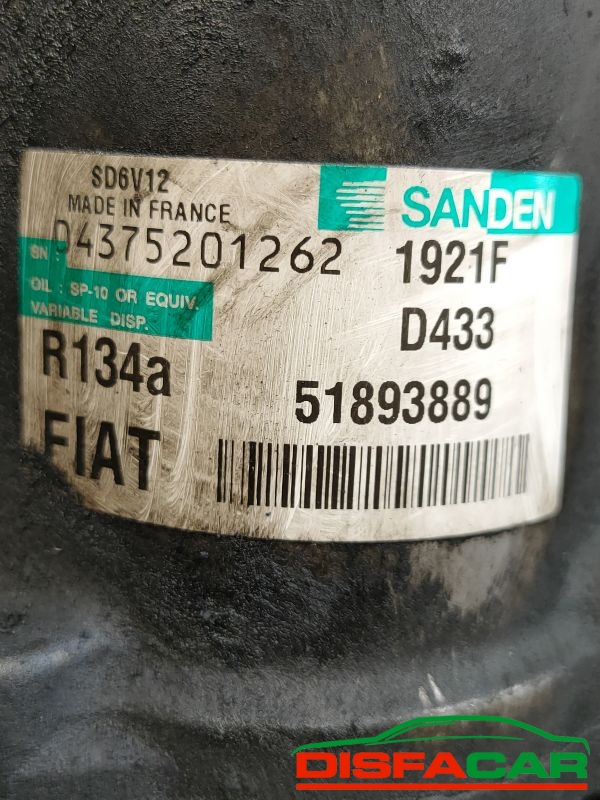 SD6V12
MADE IN FRANCE
SANDEN
SN: D4375201262
1921F
OIL : SP-10 OR EQUIV.
VARIABLE DISP.
D433
R134a
51893889
FIAT
DISFACAR